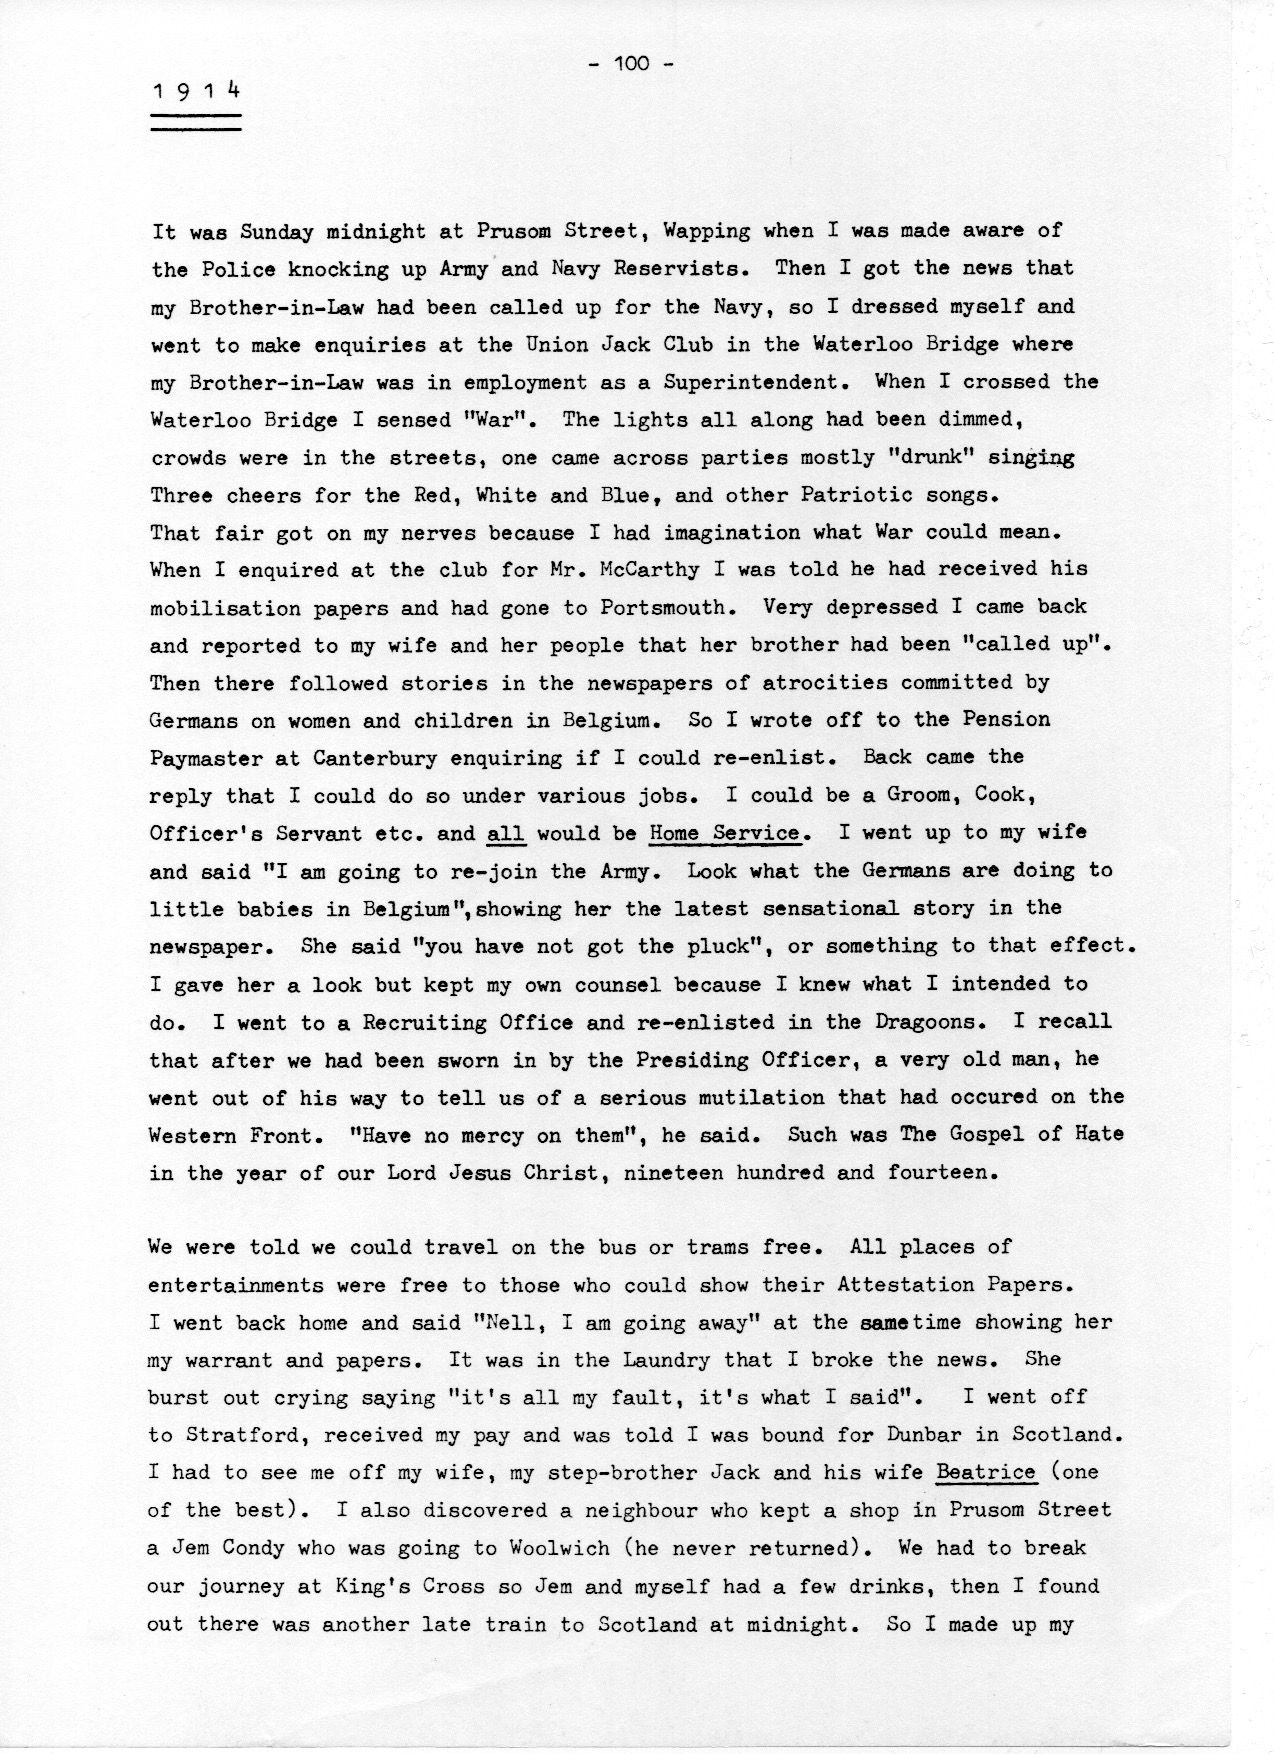 - 100 -
1 9 1 4
It was Sunday midnight at Prusom Street, Wapping when I was made aware of
the Police knocking up Army and Navy Reservists. Then I got the news that
my Brother-in-Law had been called up for the Navy, so I dressed myself and
went to make enquiries at the Union Jack Club in the Waterloo Bridge where
my Brother-in-Law was in employment as a Superintendent. When I crossed the
Waterloo Bridge I sensed "War". The lights all along had been dimmed,
crowds were in the streets, one came across parties mostly "drunk" singing
Three cheers for the Red, White and Blue, and other Patriotic songs.
That fair got on my nerves because I had imagination what War could mean.
When I enquired at the club for Mr. McCarthy I was told he had received his
mobilisation papers and had gone to Portsmouth. Very depressed I came back
and reported to my wife and her people that her brother had been "called up".
Then there followed stories in the newspapers of atrocities committed by
Germans on women and children in Belgium. So I wrote off to the Pension
Paymaster at Canterbury enquiring if I could re-enlist. Back came the
reply that I could do so under various jobs. I could be a Groom, Cook,
Officer's Servant etc. and all would be Home Service. I went up to my wife
and said "I am going to re-join the Army. Look what the Germans are doing to
little babies in Belgium",showing her the latest sensational story in the
newspaper. She said "you have not got the pluck", or something to that effect.
I gave her a look but kept my own counsel because I knew what I intended to
do. I went to a Recruiting Office and re-enlisted in the Dragoons. I recall
that after we had been sworn in by the Presiding Officer, a very old man, he
went out of his way to tell us of a serious mutilation that had occured on the
Western Front. "Have no mercy on them", he said. Such was The Gospel of Hate
in the year of our Lord Jesus Christ, nineteen hundred and fourteen.
We were told we could travel on the bus or trams free. All places of
entertainments were free to those who could show their Attestation Papers.
I went back home and said "Nell, I am going away" at the same time showing her
my warrant and papers. It was in the Laundry that I broke the news. She
burst out crying saying "it's all my fault, it's what I said". I went off
to Stratford, received my pay and was told I was bound for Dunbar in Scotland.
I had to see me off my wife, my step-brother Jack and his wife Beatrice (one
of the best). I also discovered a neighbour who kept a shop in Prusom Street
a Jem Condy who was going to Woolwich (he never returned). We had to break
our journey at King's Cross so Jem and myself had a few drinks, then I found
out there was another late train to Scotland at midnight. So I made up my